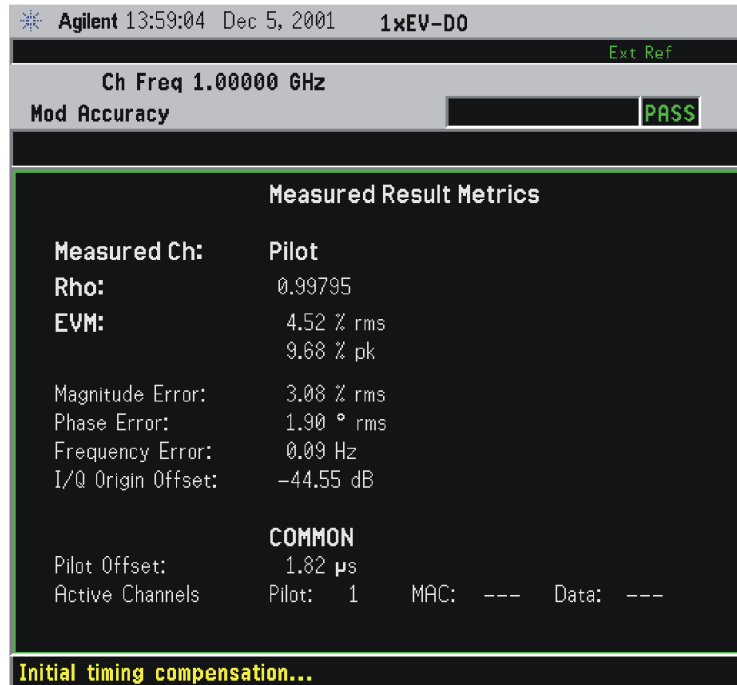 Agilent 13:59:04 Dec 5, 2001 1xEV-DO
Ext Ref
Ch Freq 1.00000 GHz
Mod Accuracy PASS
Measured Result Metrics
Measured Ch: Pilot
Rho: 0.99795
EVM: 4.52 % rms
9.68 % pk
Magnitude Error: 3.08 % rms
Phase Error: 1.90 ° rms
Frequency Error: 0.09 Hz
I/Q Origin Offset: -44.55 dB
COMMON
Pilot Offset: 1.82 µs
Active Channels Pilot: 1 MAC: --- Data: ---
Initial timing compensation...